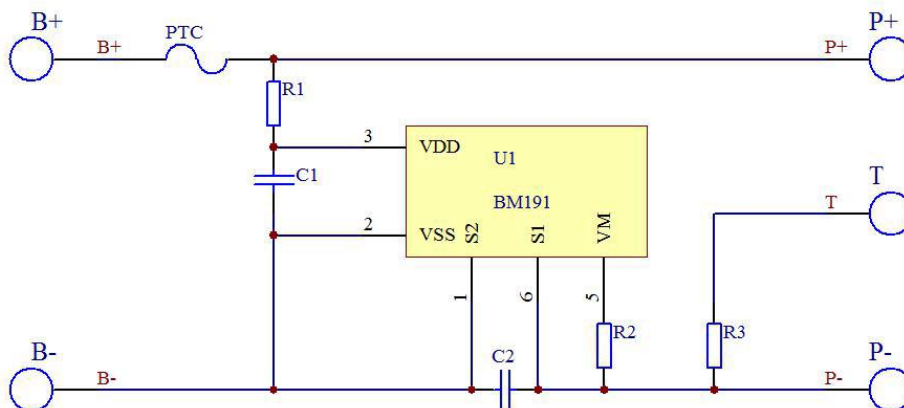 B+ P+
B+ PTC P+
R1
3 VDD U1
C1
T
BM191
T
2 VSS S2 S1 VM
1 6 5
R2 R3
B- C2 P-
B- P-